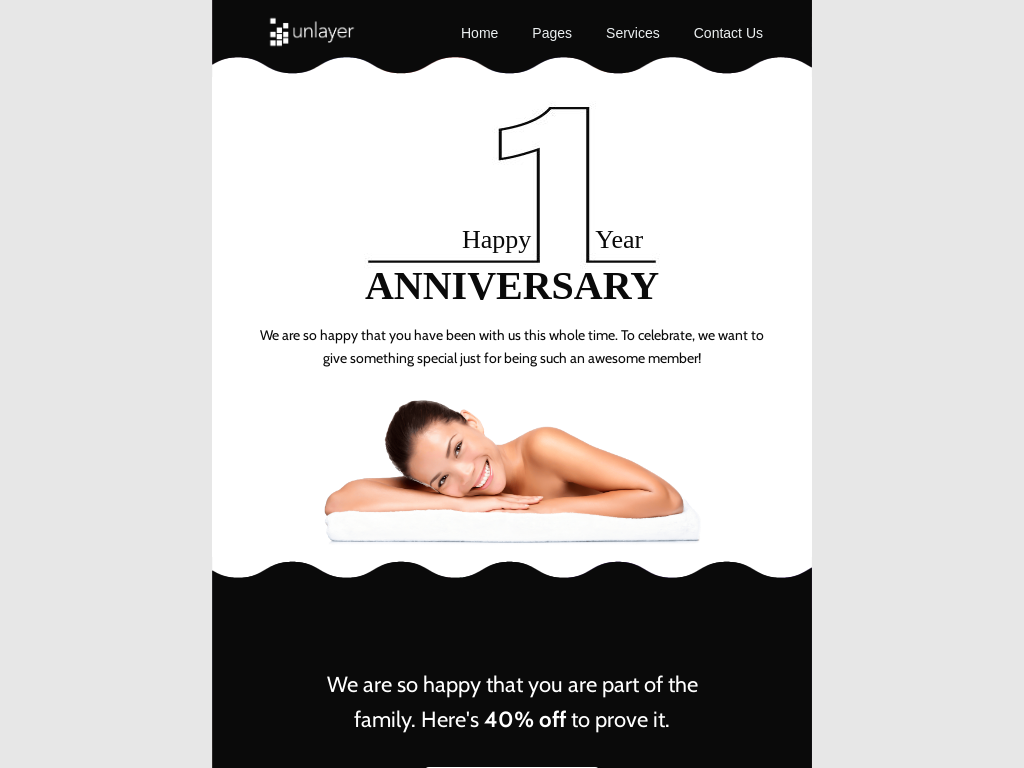 unlayer
Home Pages Services Contact Us
1
Happy Year
ANNIVERSARY
We are so happy that you have been with us this whole time. To celebrate, we want to
give something special just for being such an awesome member!
We are so happy that you are part of the
family. Here's 40% off to prove it.